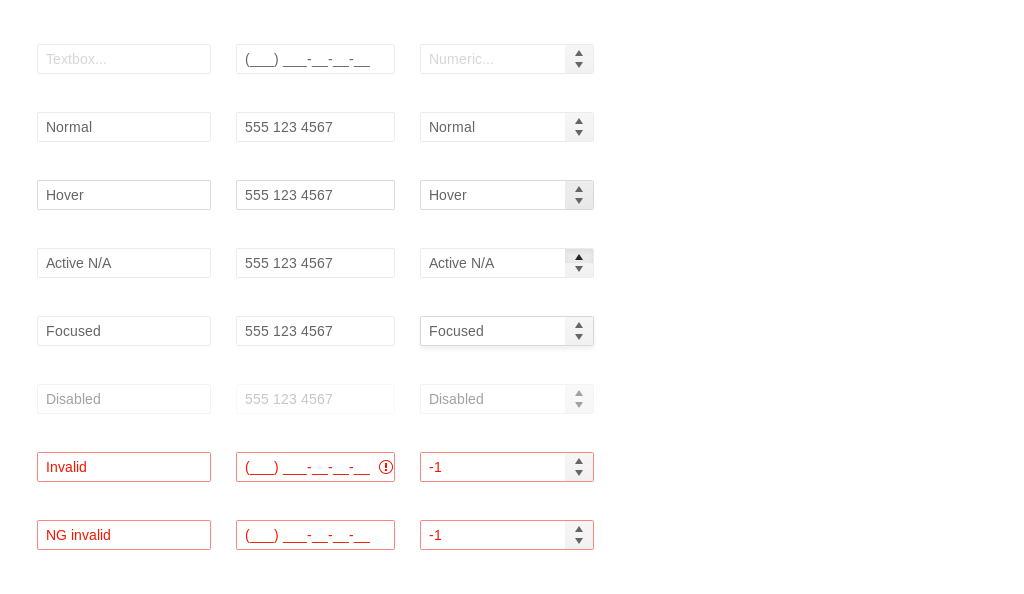 Textbox... (___) ___-__-__-__ Numeric...
Normal 555 123 4567 Normal
Hover 555 123 4567 Hover
Active N/A 555 123 4567 Active N/A
Focused 555 123 4567 Focused
Disabled 555 123 4567 Disabled
Invalid (___) ___-__-__-__ -1
NG invalid (___) ___-__-__-__ -1